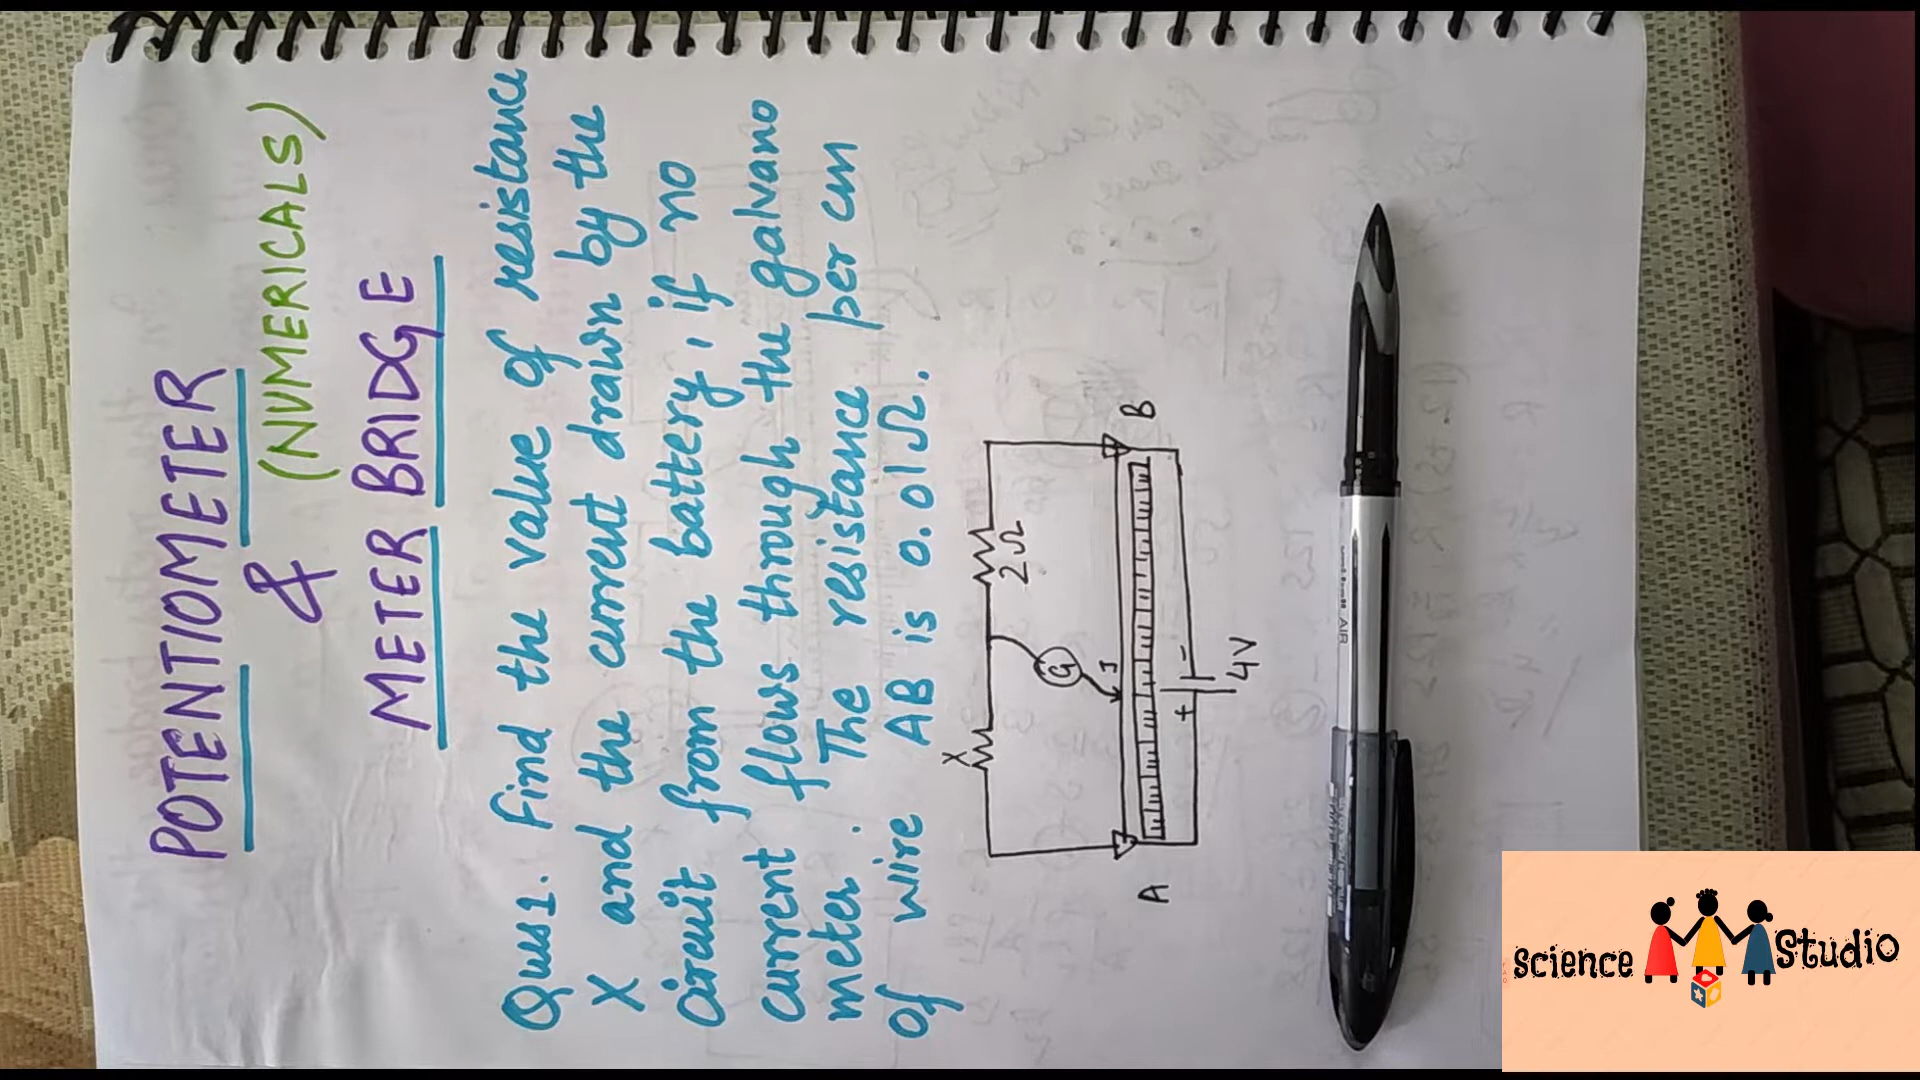 POTENTIOMETER
& (NUMERICALS)
METER BRIDGE
Ques1. Find the value of resistance
X and the current drawn by the
Circuit from the battery, if no
current flows through the galvano
meter. The resistance per cm
of wire AB is 0.01Ω.
X
2Ω
G
J
A
B
+
-
4V
AIR
Science Studio